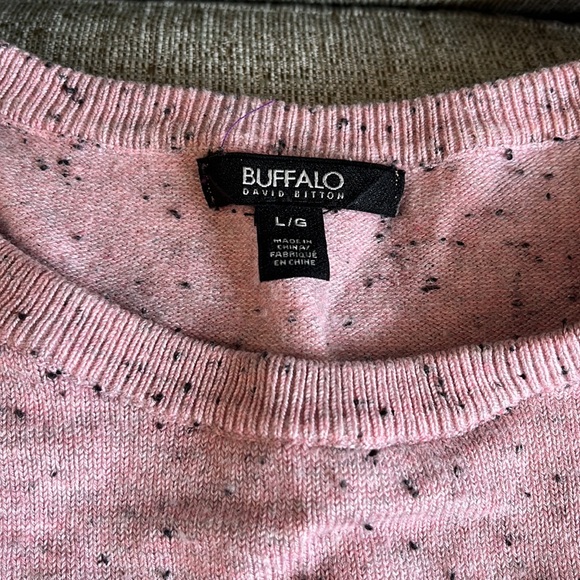 BUFFALO
DAVID BITTON
L/G
MADE IN
CHINA/
FABRIQUÉ
EN CHINE